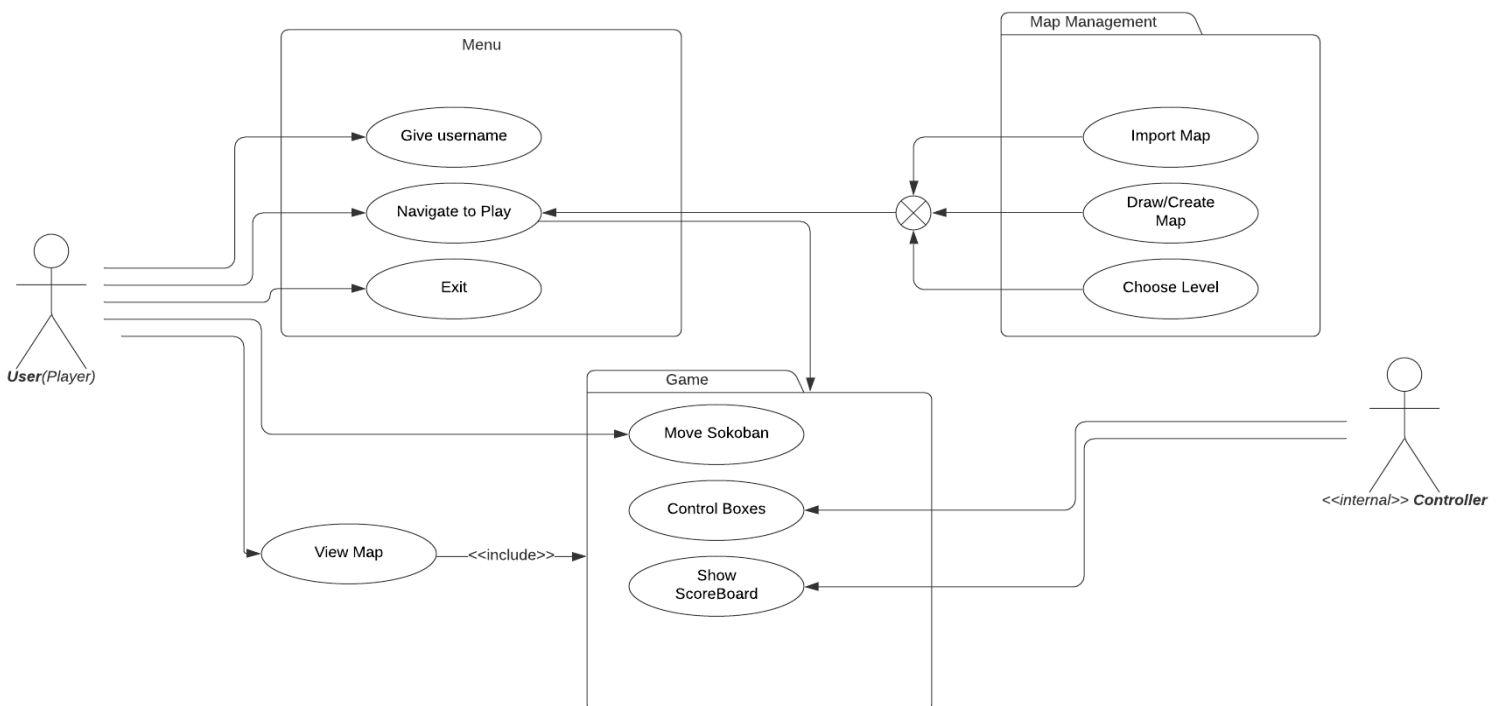 Menu
Give username
Navigate to Play
Exit
Map Management
Import Map
Draw/Create
Map
Choose Level
User(Player)
Game
Move Sokoban
Control Boxes
Show
ScoreBoard
View Map
<<include>>
<<internal>> Controller